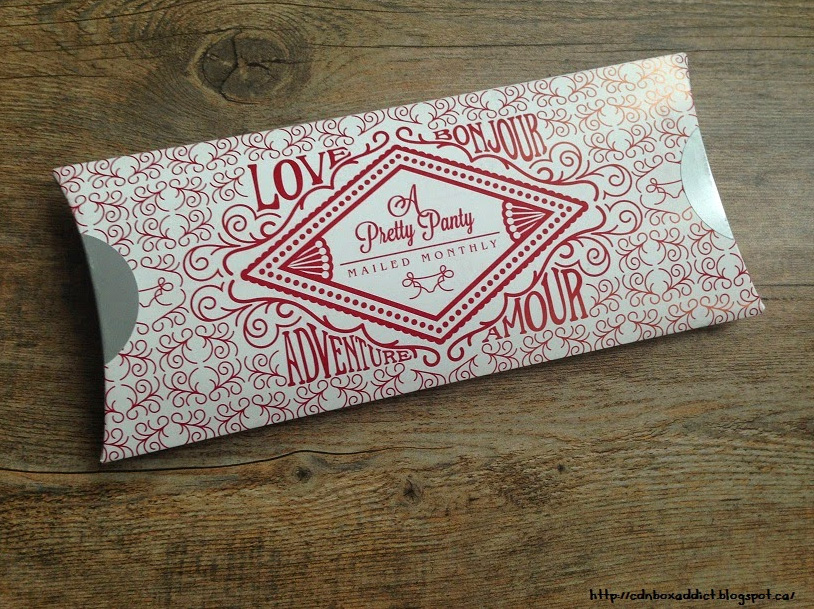 LOVE
BONJOUR
A
Pretty Panty
MAILED MONTHLY
ADVENTURE
AMOUR
http://cdnboxaddict.blogspot.ca/